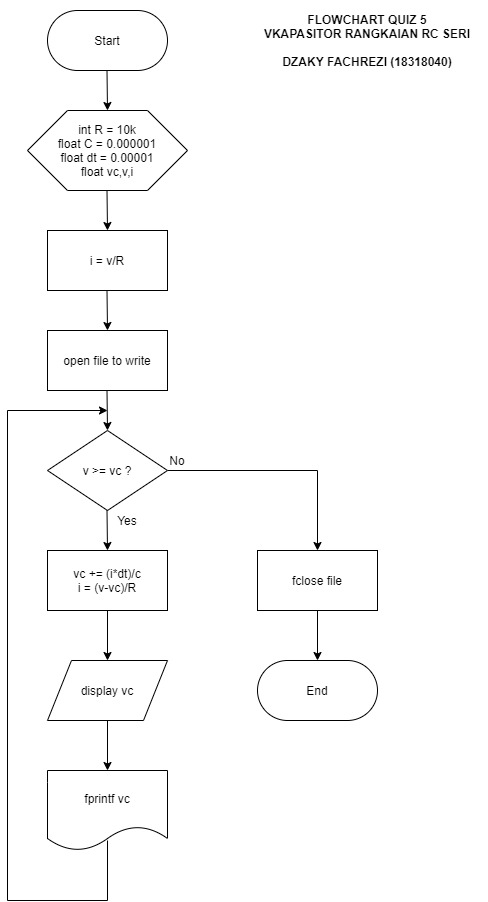 FLOWCHART QUIZ 5
VKAPASITOR RANGKAIAN RC SERI
DZAKY FACHREZI (18318040)
Start
int R = 10k
float C = 0.000001
float dt = 0.00001
float vc,v,i
i = v/R
open file to write
v >= vc ?
No
Yes
vc += (i*dt)/c
i = (v-vc)/R
fclose file
display vc
End
fprintf vc